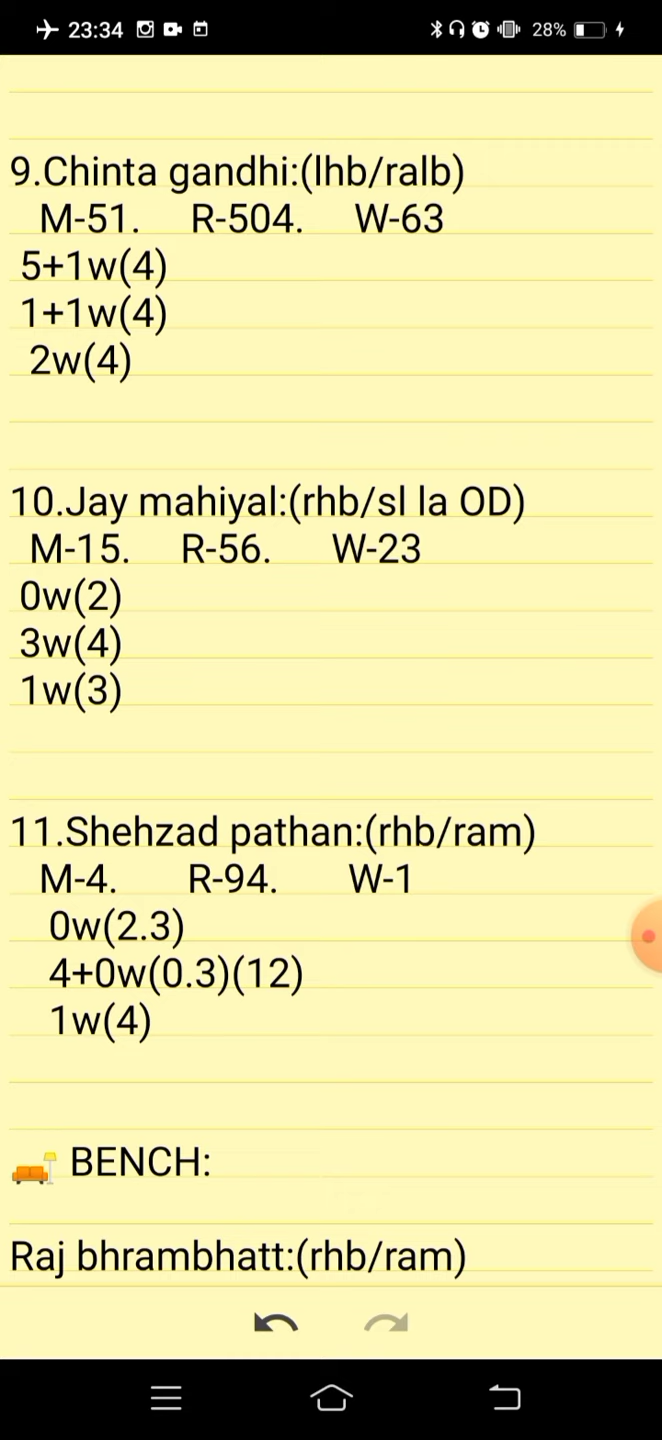 23:34
28%
9.Chinta gandhi:(lhb/ralb)
M-51. R-504. W-63
5+1w(4)
1+1w(4)
2w(4)
10.Jay mahiyal:(rhb/sl la OD)
M-15. R-56. W-23
0w(2)
3w(4)
1w(3)
11.Shehzad pathan:(rhb/ram)
M-4. R-94. W-1
0w(2.3)
4+0w(0.3)(12)
1w(4)
🛋 BENCH:
Raj bhrambhatt:(rhb/ram)